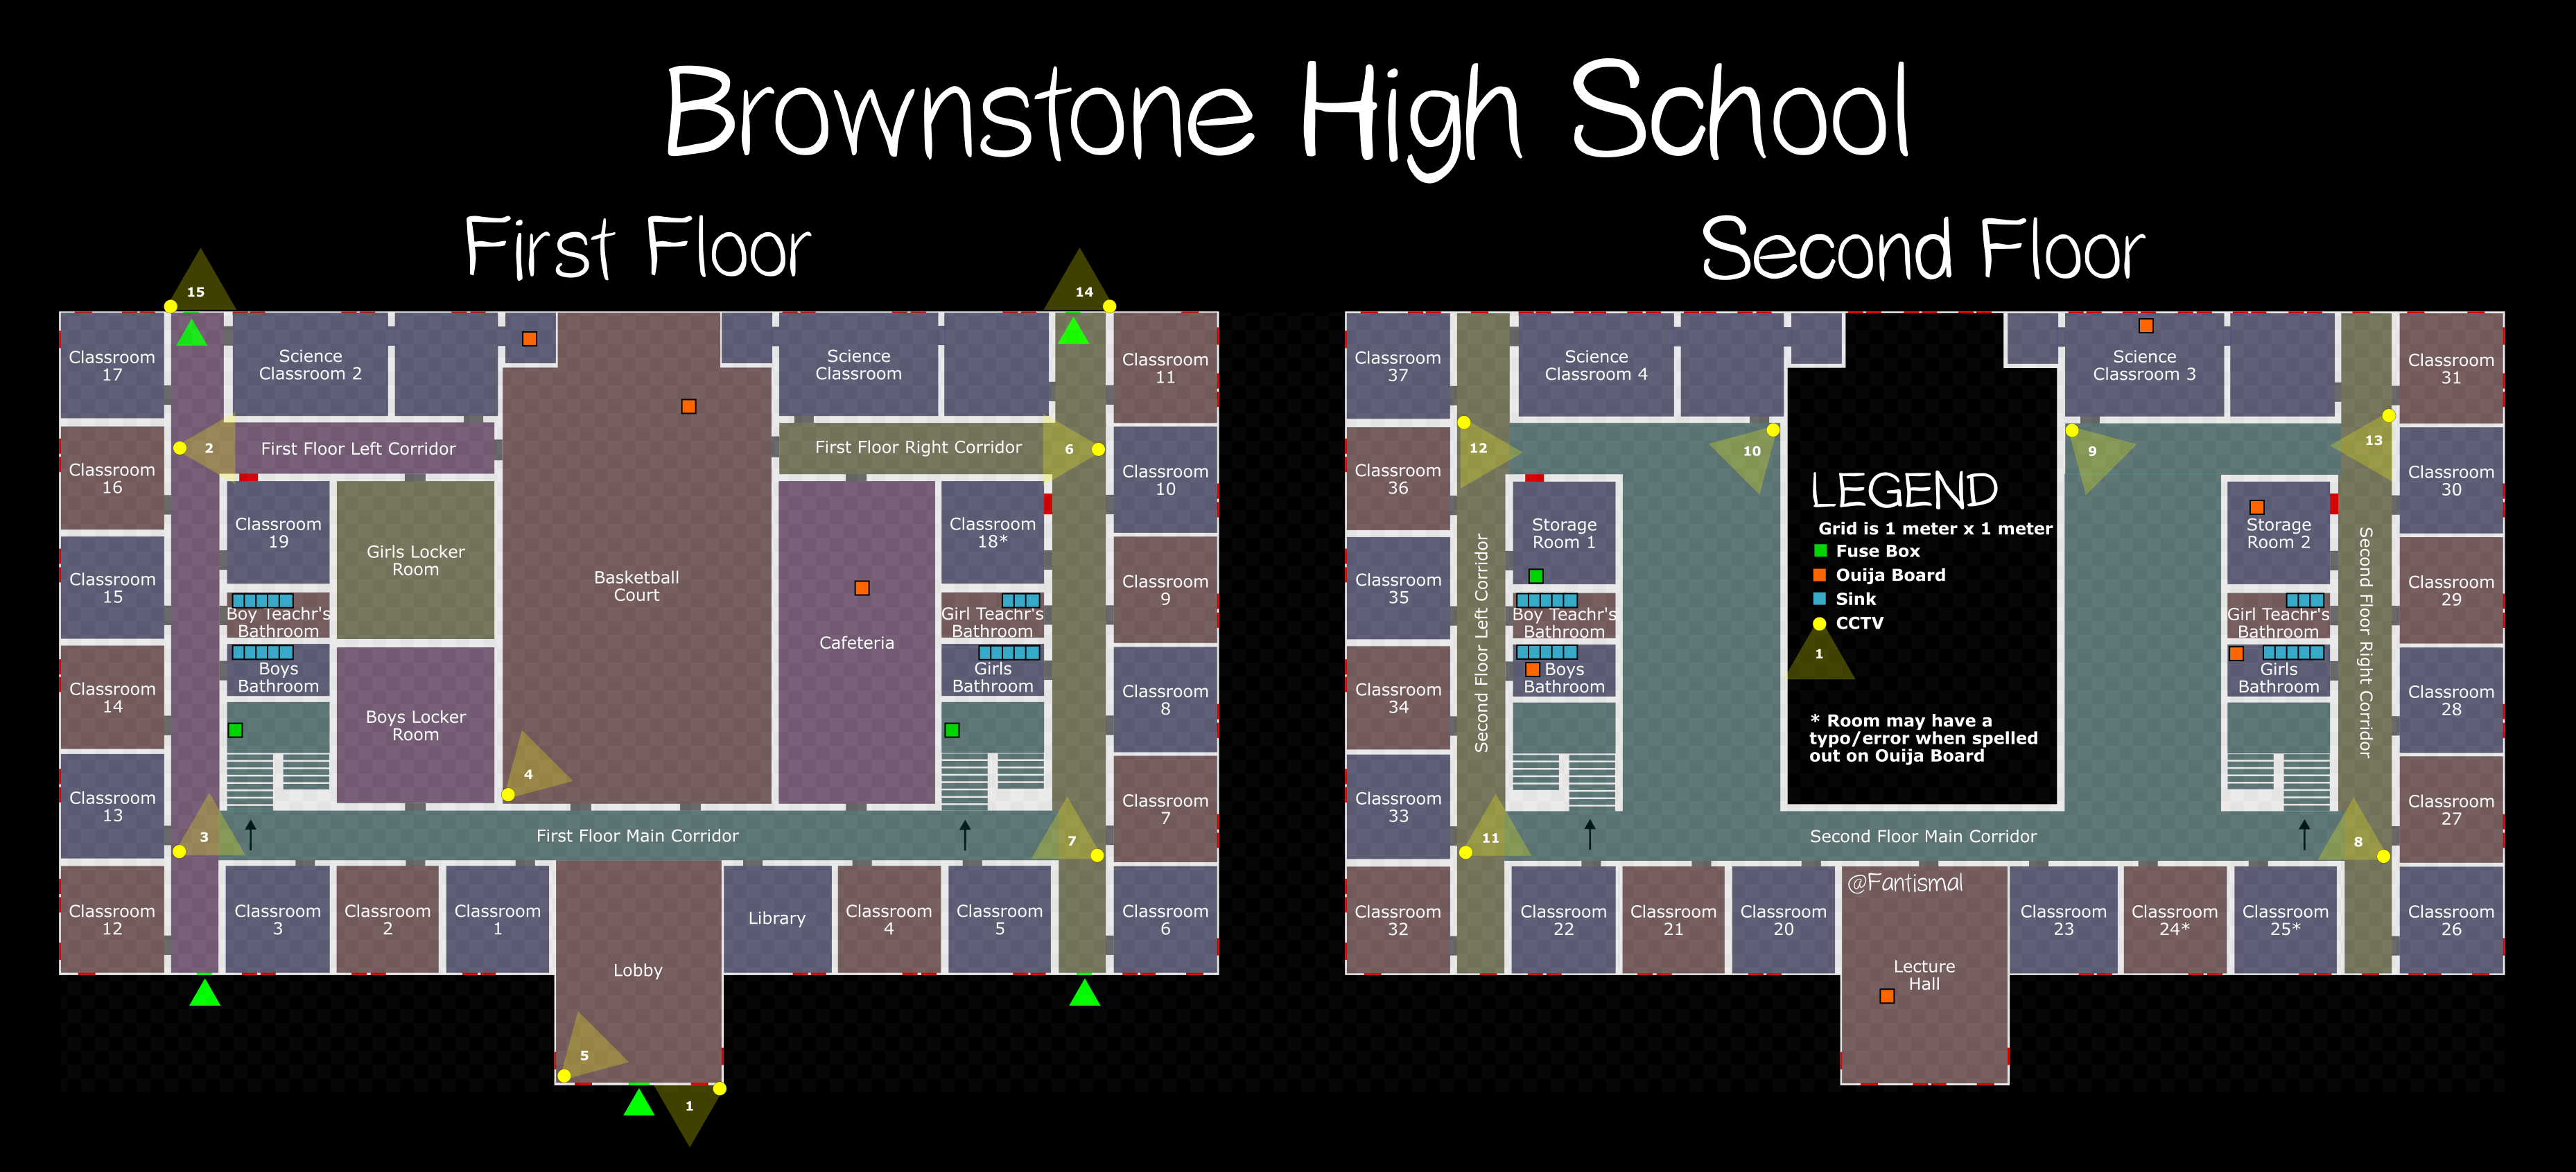 Brownstone High School
First Floor
Second Floor
15
14
Classroom
17
Science
Classroom 2
Science
Classroom
Classroom
11
2
First Floor Left Corridor
First Floor Right Corridor
6
Classroom
16
Classroom
10
Classroom
19
Girls Locker
Room
Basketball
Court
Classroom
18*
Classroom
15
Boy Teachr's
Bathroom
Cafeteria
Girl Teachr's
Bathroom
Classroom
9
Boys
Bathroom
Girls
Bathroom
Classroom
14
Boys Locker
Room
Classroom
8
4
Classroom
13
3
First Floor Main Corridor
7
Classroom
7
Classroom
12
Classroom
3
Classroom
2
Classroom
1
Lobby
Library
Classroom
4
Classroom
5
Classroom
6
5
1
Classroom
37
Science
Classroom 4
Science
Classroom 3
Classroom
31
12
10
9
13
Classroom
36
Classroom
30
Storage
Room 1
Storage
Room 2
Second Floor Left Corridor
Second Floor Right Corridor
LEGEND
Grid is 1 meter x 1 meter
Fuse Box
Ouija Board
Sink
CCTV
1
* Room may have a
typo/error when spelled
out on Ouija Board
Classroom
35
Boy Teachr's
Bathroom
Girl Teachr's
Bathroom
Classroom
29
Boys
Bathroom
Girls
Bathroom
Classroom
34
Classroom
28
Classroom
33
11
Second Floor Main Corridor
8
Classroom
27
Classroom
32
Classroom
22
Classroom
21
Classroom
20
@Fantismal
Lecture
Hall
Classroom
23
Classroom
24*
Classroom
25*
Classroom
26